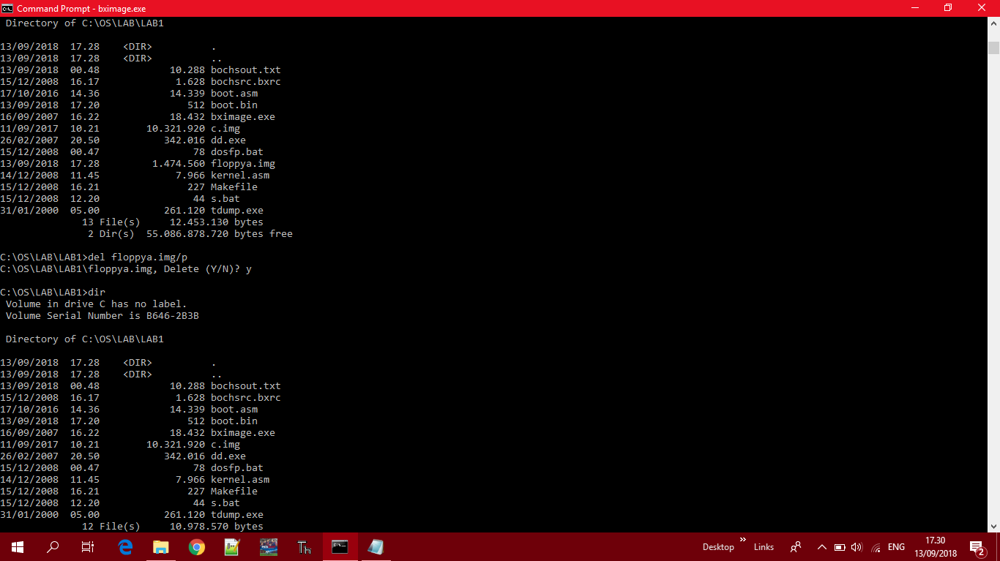 Command Prompt - bximage.exe
Directory of C:\OS\LAB\LAB1
13/09/2018  17.28    <DIR>          .
13/09/2018  17.28    <DIR>          ..
13/09/2018  00.48            10.288 bochsout.txt
15/12/2008  16.17             1.628 bochsrc.bxrc
17/10/2016  14.36            14.339 boot.asm
13/09/2018  17.20               512 boot.bin
16/09/2007  16.22            18.432 bximage.exe
11/09/2017  10.21        10.321.920 c.img
26/02/2007  20.50           342.016 dd.exe
15/12/2008  00.47                78 dosfp.bat
13/09/2018  17.28         1.474.560 floppya.img
14/12/2008  11.45             7.966 kernel.asm
15/12/2008  16.21               227 Makefile
15/12/2008  12.20                44 s.bat
31/01/2000  05.00           261.120 tdump.exe
13 File(s)     12.453.130 bytes
2 Dir(s)  55.086.878.720 bytes free
C:\OS\LAB\LAB1>del floppya.img/p
C:\OS\LAB\LAB1\floppya.img, Delete (Y/N)? y
C:\OS\LAB\LAB1>dir
Volume in drive C has no label.
Volume Serial Number is B646-2B3B
Directory of C:\OS\LAB\LAB1
13/09/2018  17.28    <DIR>          .
13/09/2018  17.28    <DIR>          ..
13/09/2018  00.48            10.288 bochsout.txt
15/12/2008  16.17             1.628 bochsrc.bxrc
17/10/2016  14.36            14.339 boot.asm
13/09/2018  17.20               512 boot.bin
16/09/2007  16.22            18.432 bximage.exe
11/09/2017  10.21        10.321.920 c.img
26/02/2007  20.50           342.016 dd.exe
15/12/2008  00.47                78 dosfp.bat
14/12/2008  11.45             7.966 kernel.asm
15/12/2008  16.21               227 Makefile
15/12/2008  12.20                44 s.bat
31/01/2000  05.00           261.120 tdump.exe
12 File(s)     10.978.570 bytes
Desktop
Links
ENG
17.30
13/09/2018
2